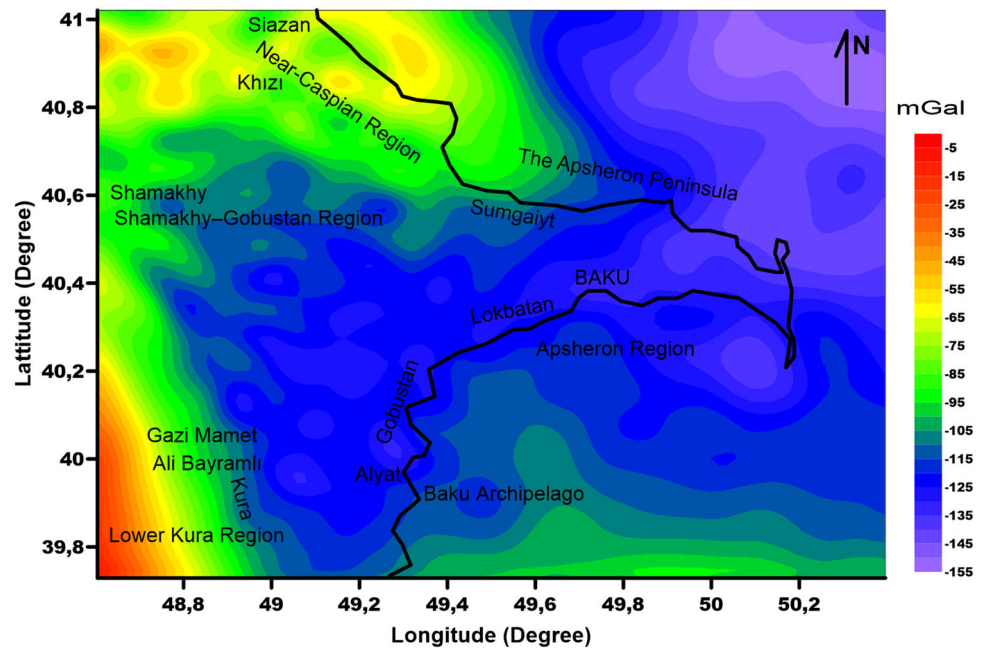 41
40,8
40,6
40,4
40,2
40
39,8
Lattitude (Degree)
Siazan
Near-Caspian Region
Khızi
The Apsheron Peninsula
Shamakhy
Shamakhy–Gobustan Region
Sumgaiyt
BAKU
Lokbatan
Apsheron Region
Gobustan
Gazi Mamet
Ali Bayramlı
Kura
Alyat
Baku Archipelago
Lower Kura Region
N
48,8
49
49,2
49,4
49,6
49,8
50
50,2
Longitude (Degree)
mGal
-5
-15
-25
-35
-45
-55
-65
-75
-85
-95
-105
-115
-125
-135
-145
-155